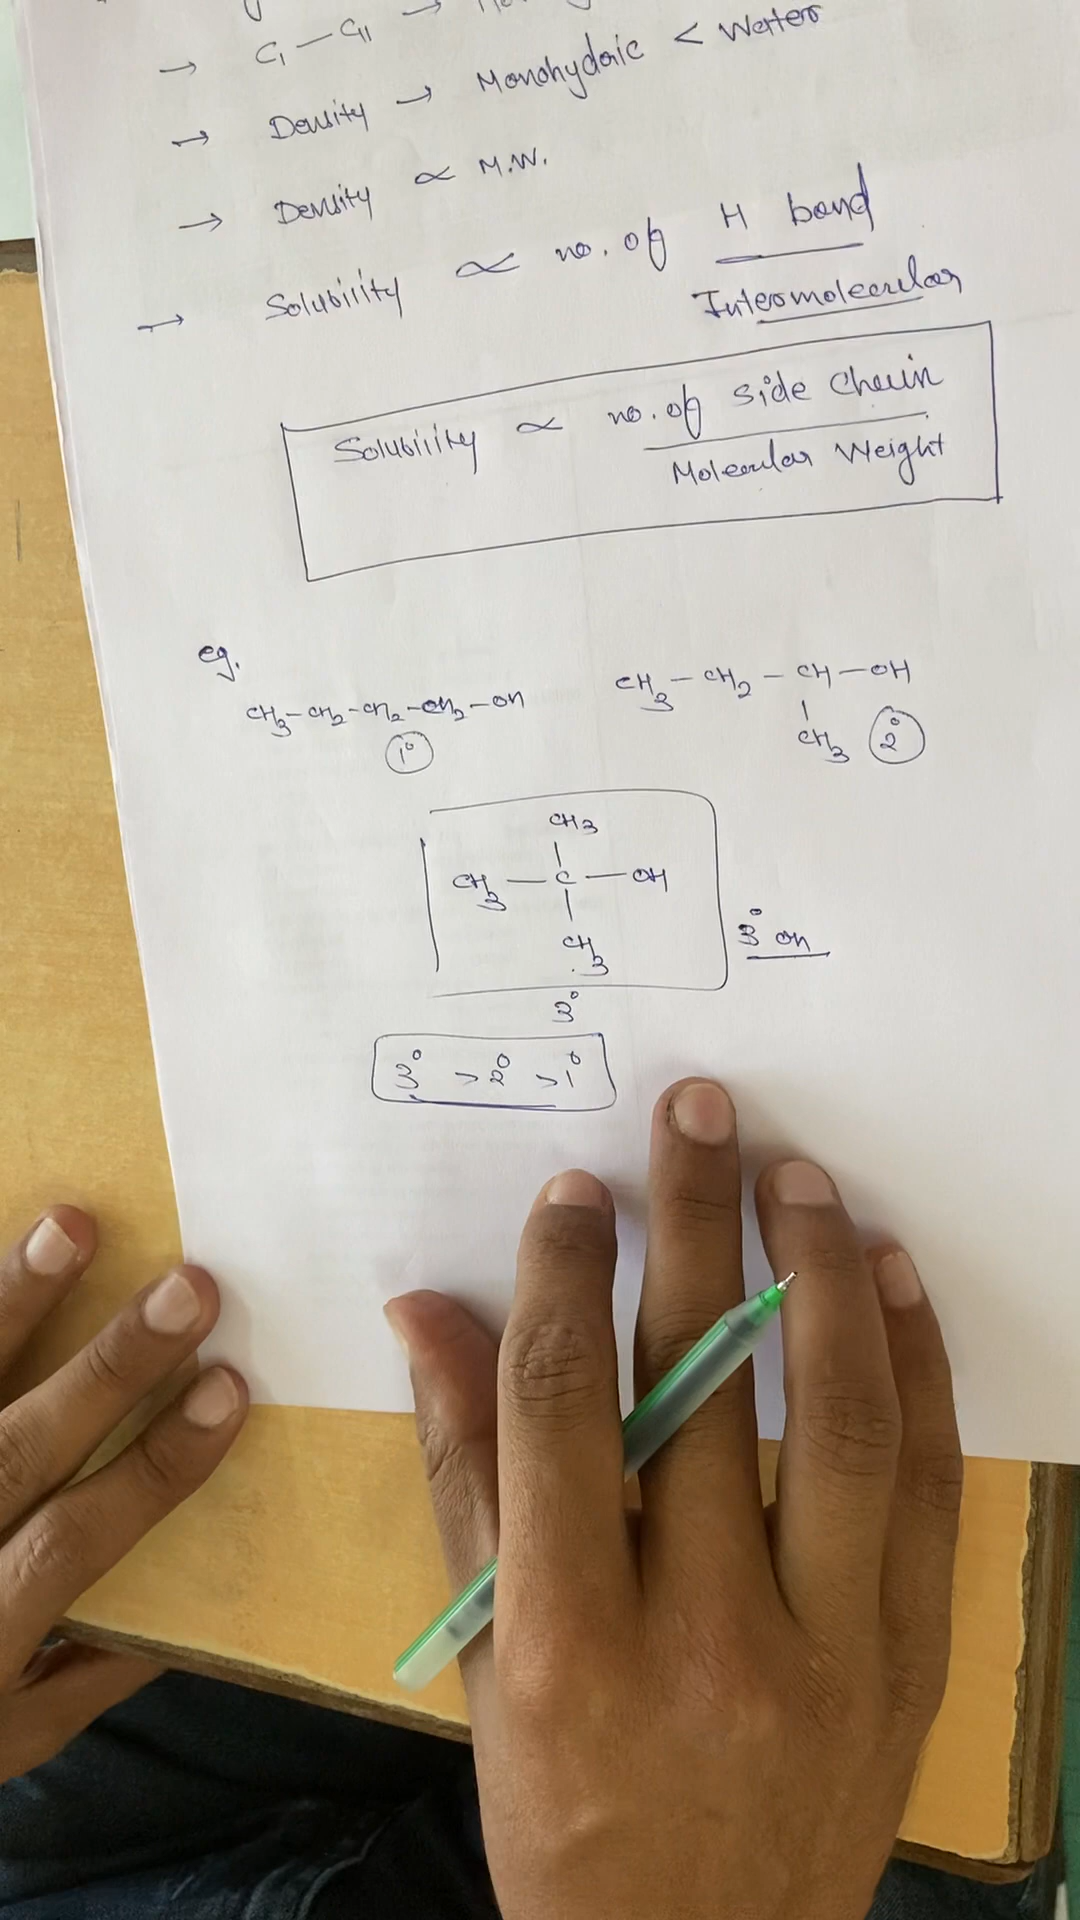 → C₁ — C₁₁ →
→ Density → Monohydric < Water
→ Density ∝ M.W.
→ Solubility ∝ no. of H bond
Intermolecular
Solubility ∝ no. of side chain
Molecular Weight
eg.
CH₃-CH₂-CH₂-CH₂-OH
1°
CH₃-CH₂-CH-OH
|
CH₃ 2°
CH₃
|
CH₃ — C — OH
|
CH₃
3° OH
3°
3° > 2° > 1°